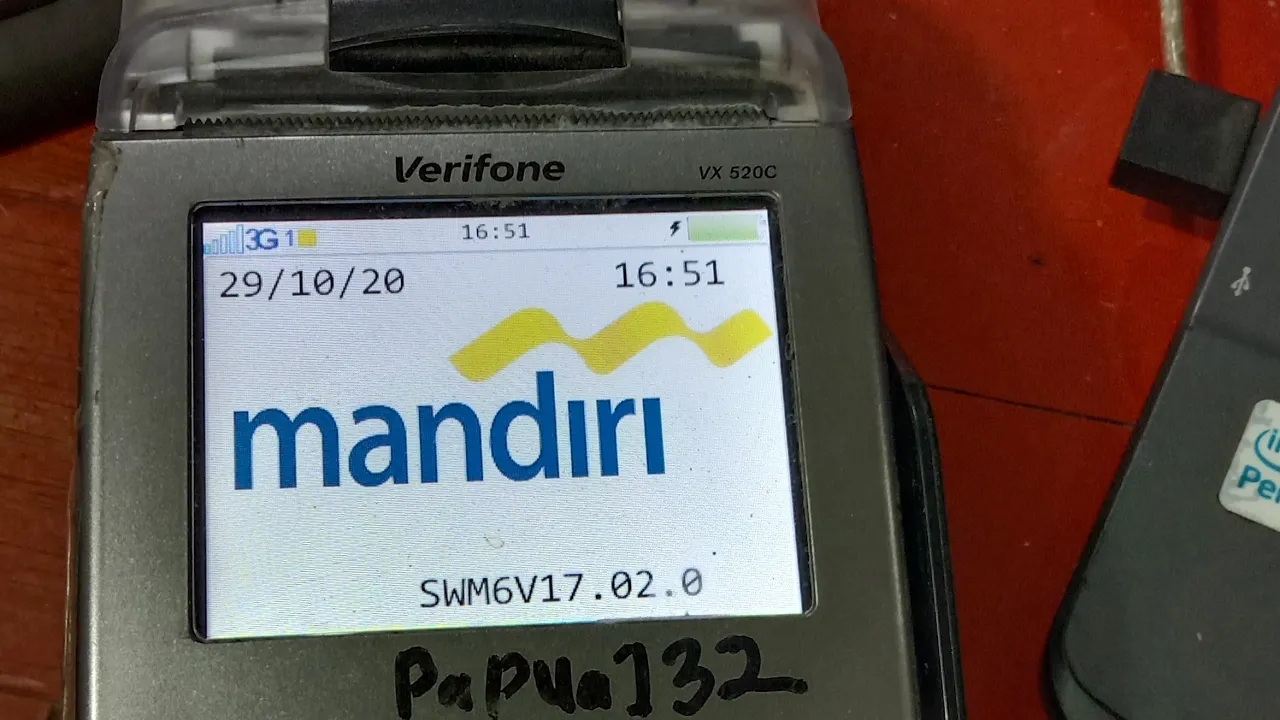 Verifone
VX 520C
3G 1
16:51
29/10/20
16:51
mandiri
SWM6V17.02.0
Papua132